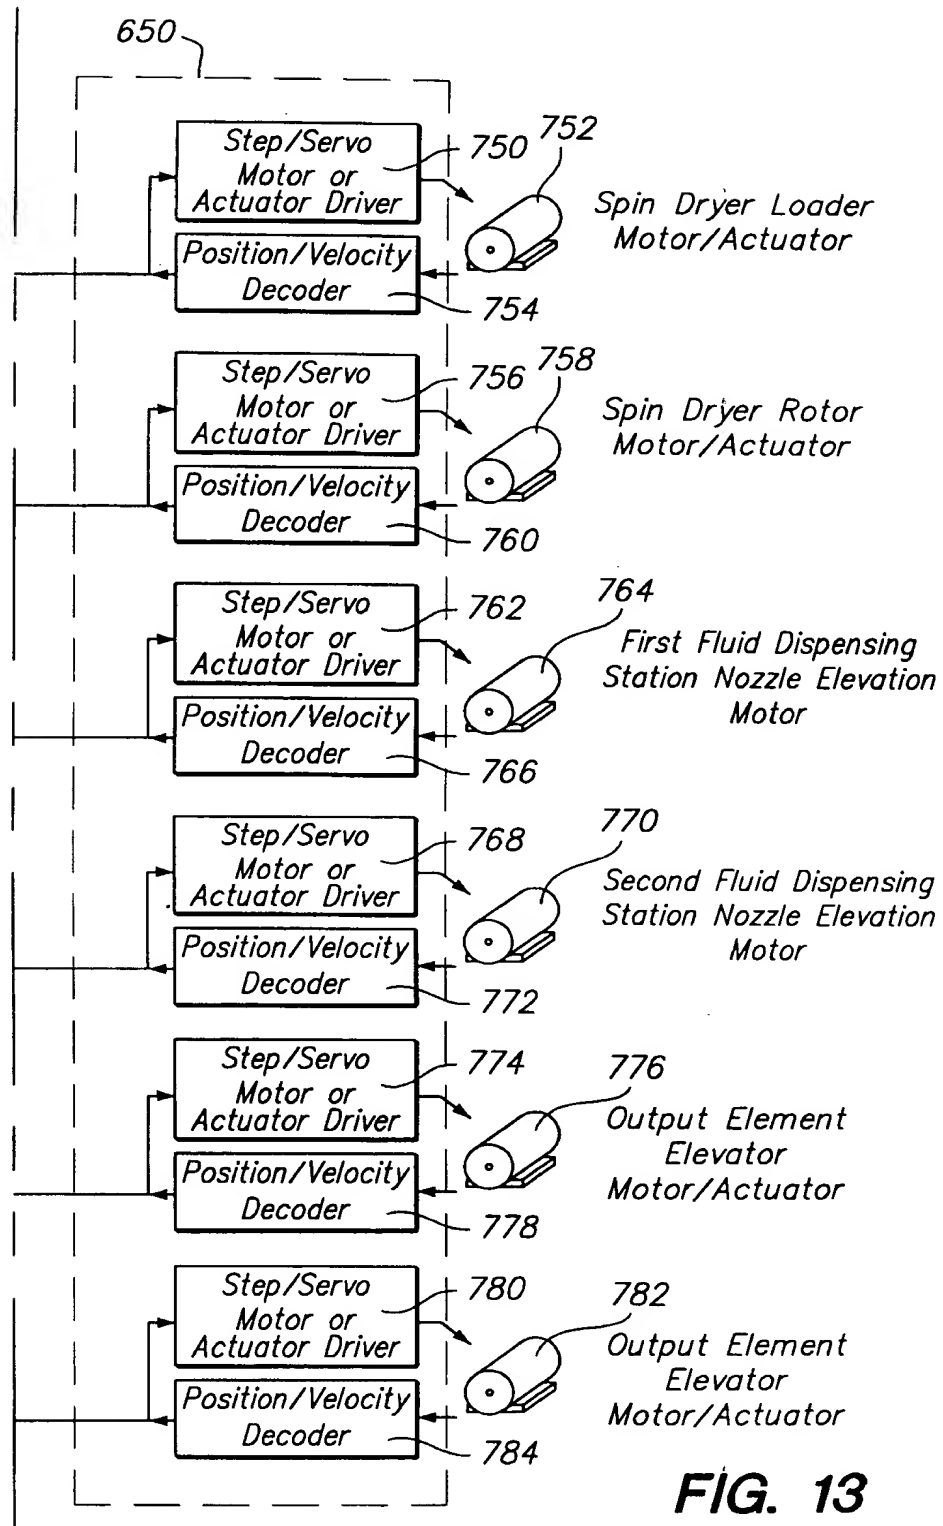 650
Step/Servo
Motor or
Actuator Driver
750
752
Spin Dryer Loader
Motor/Actuator
Position/Velocity
Decoder
754
Step/Servo
Motor or
Actuator Driver
756
758
Spin Dryer Rotor
Motor/Actuator
Position/Velocity
Decoder
760
Step/Servo
Motor or
Actuator Driver
762
764
First Fluid Dispensing
Station Nozzle Elevation
Motor
Position/Velocity
Decoder
766
Step/Servo
Motor or
Actuator Driver
768
770
Second Fluid Dispensing
Station Nozzle Elevation
Motor
Position/Velocity
Decoder
772
Step/Servo
Motor or
Actuator Driver
774
776
Output Element
Elevator
Motor/Actuator
Position/Velocity
Decoder
778
Step/Servo
Motor or
Actuator Driver
780
782
Output Element
Elevator
Motor/Actuator
Position/Velocity
Decoder
784
FIG. 13